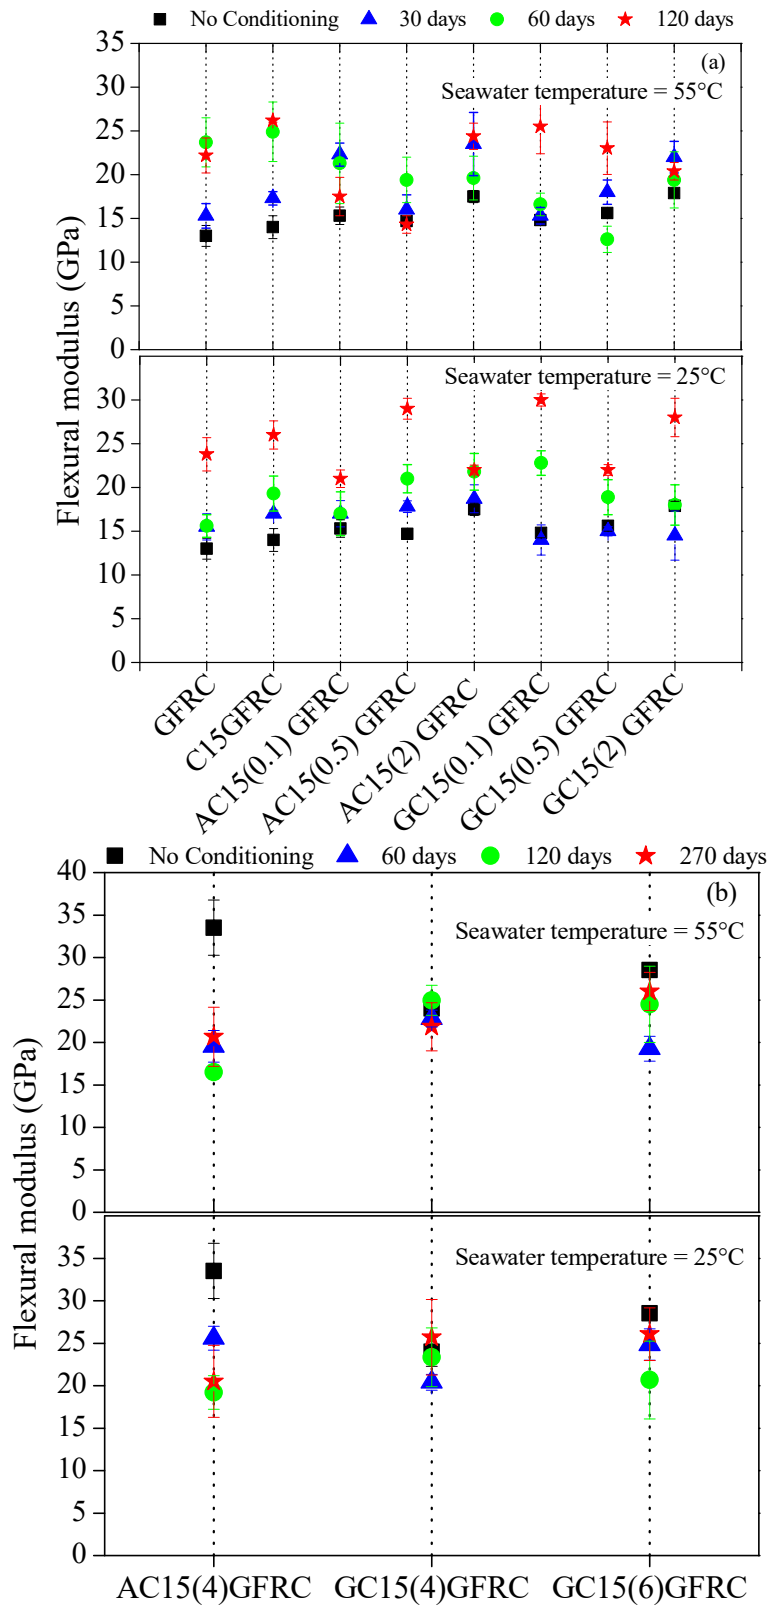 No Conditioning 30 days 60 days 120 days
35
(a)
Seawater temperature = 55°C
30
25
20
15
10
5
0
Seawater temperature = 25°C
30
25
20
15
10
5
0
Flexural modulus (GPa)
GFRC
C15GFRC
AC15(0.1) GFRC
AC15(0.5) GFRC
AC15(2) GFRC
GC15(0.1) GFRC
GC15(0.5) GFRC
GC15(2) GFRC
No Conditioning 60 days 120 days 270 days
40
(b)
35
Seawater temperature = 55°C
30
25
20
15
10
5
0
35
Seawater temperature = 25°C
30
25
20
15
10
5
0
Flexural modulus (GPa)
AC15(4)GFRC GC15(4)GFRC GC15(6)GFRC